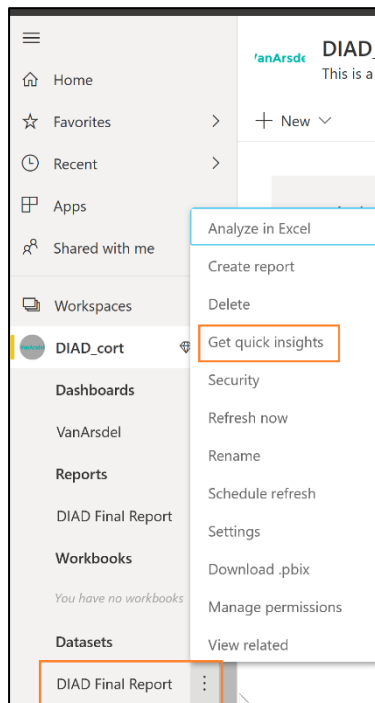 VanArsde
DIAD_
This is a
Home
Favorites
Recent
Apps
Shared with me
Workspaces
DIAD_cort
Dashboards
VanArsdel
Reports
DIAD Final Report
Workbooks
You have no workbooks
Datasets
DIAD Final Report
New
Analyze in Excel
Create report
Delete
Get quick insights
Security
Refresh now
Rename
Schedule refresh
Settings
Download .pbix
Manage permissions
View related